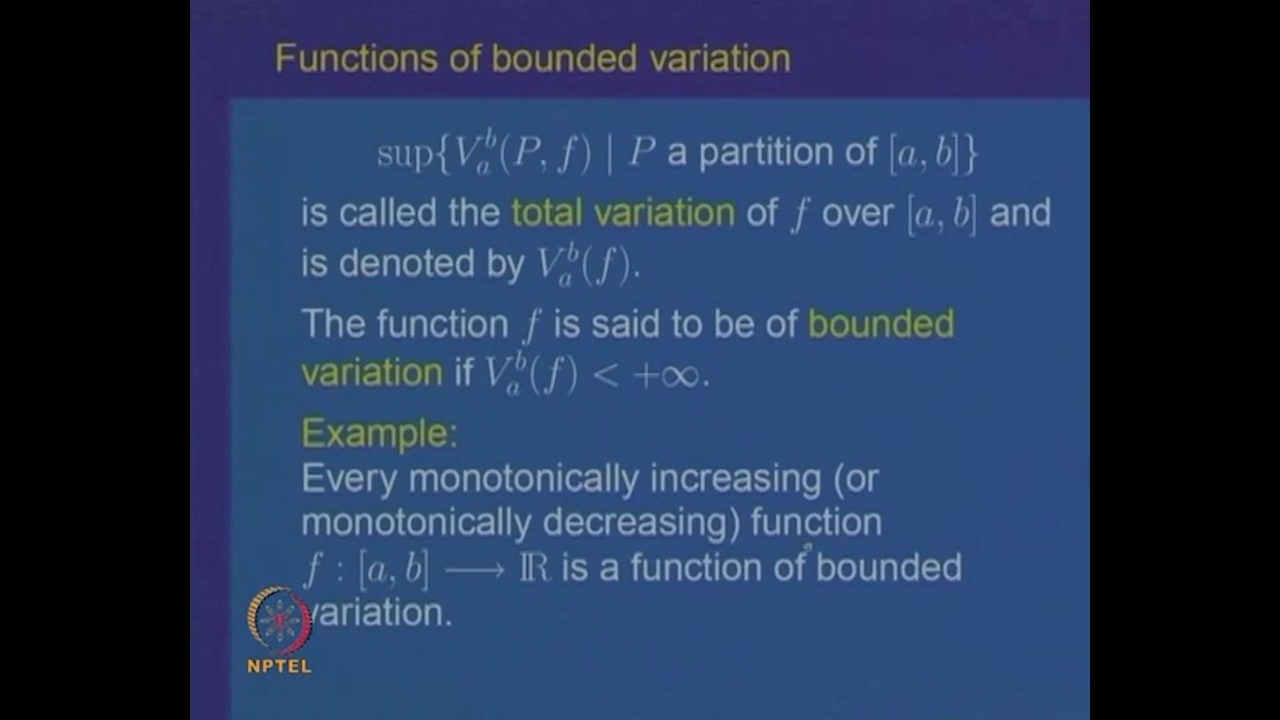 Functions of bounded variation
sup{V_a^b(P, f) | P a partition of [a, b]}
is called the total variation of f over [a, b] and
is denoted by V_a^b(f).
The function f is said to be of bounded
variation if V_a^b(f) < +∞.
Example:
Every monotonically increasing (or
monotonically decreasing) function
f : [a, b] ⟶ ℝ is a function of bounded
variation.
NPTEL